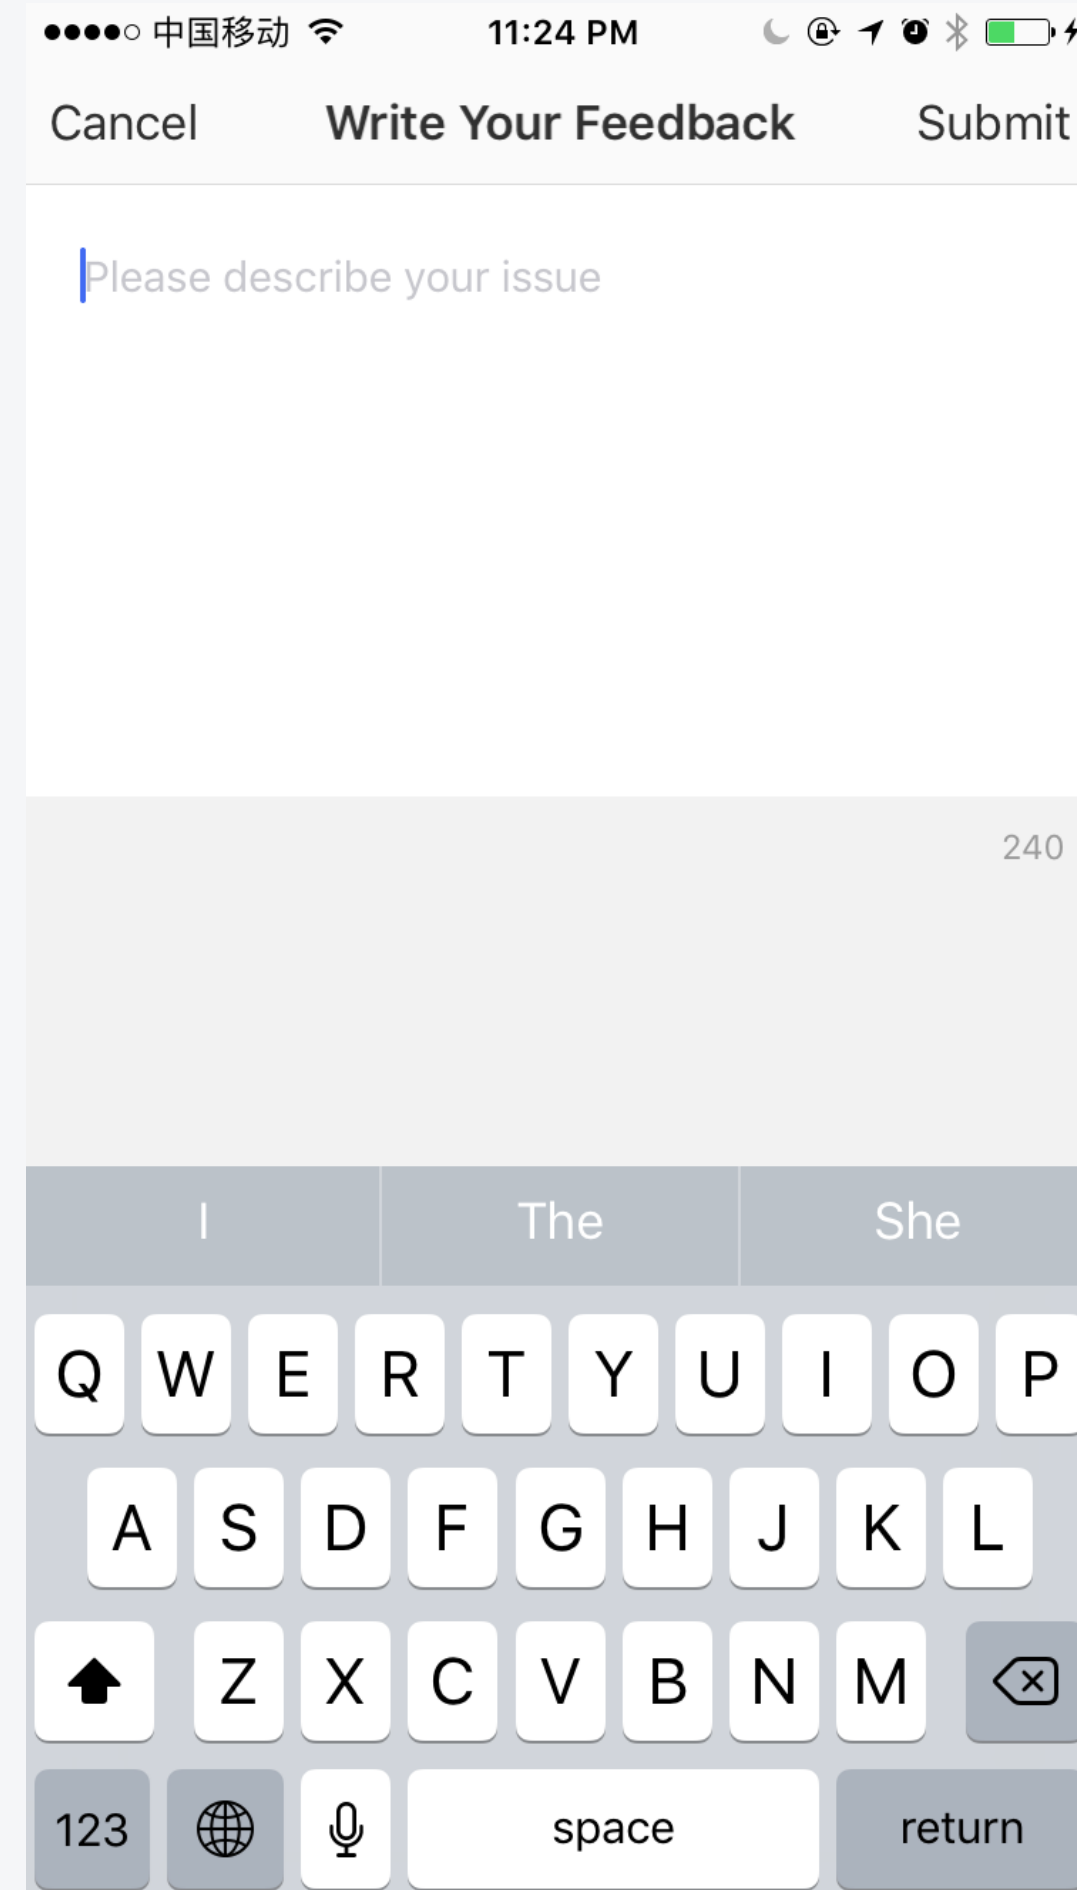 中国移动 11:24 PM
Cancel Write Your Feedback Submit
Please describe your issue
240
I The She
Q W E R T Y U I O P
A S D F G H J K L
Z X C V B N M
123 space return